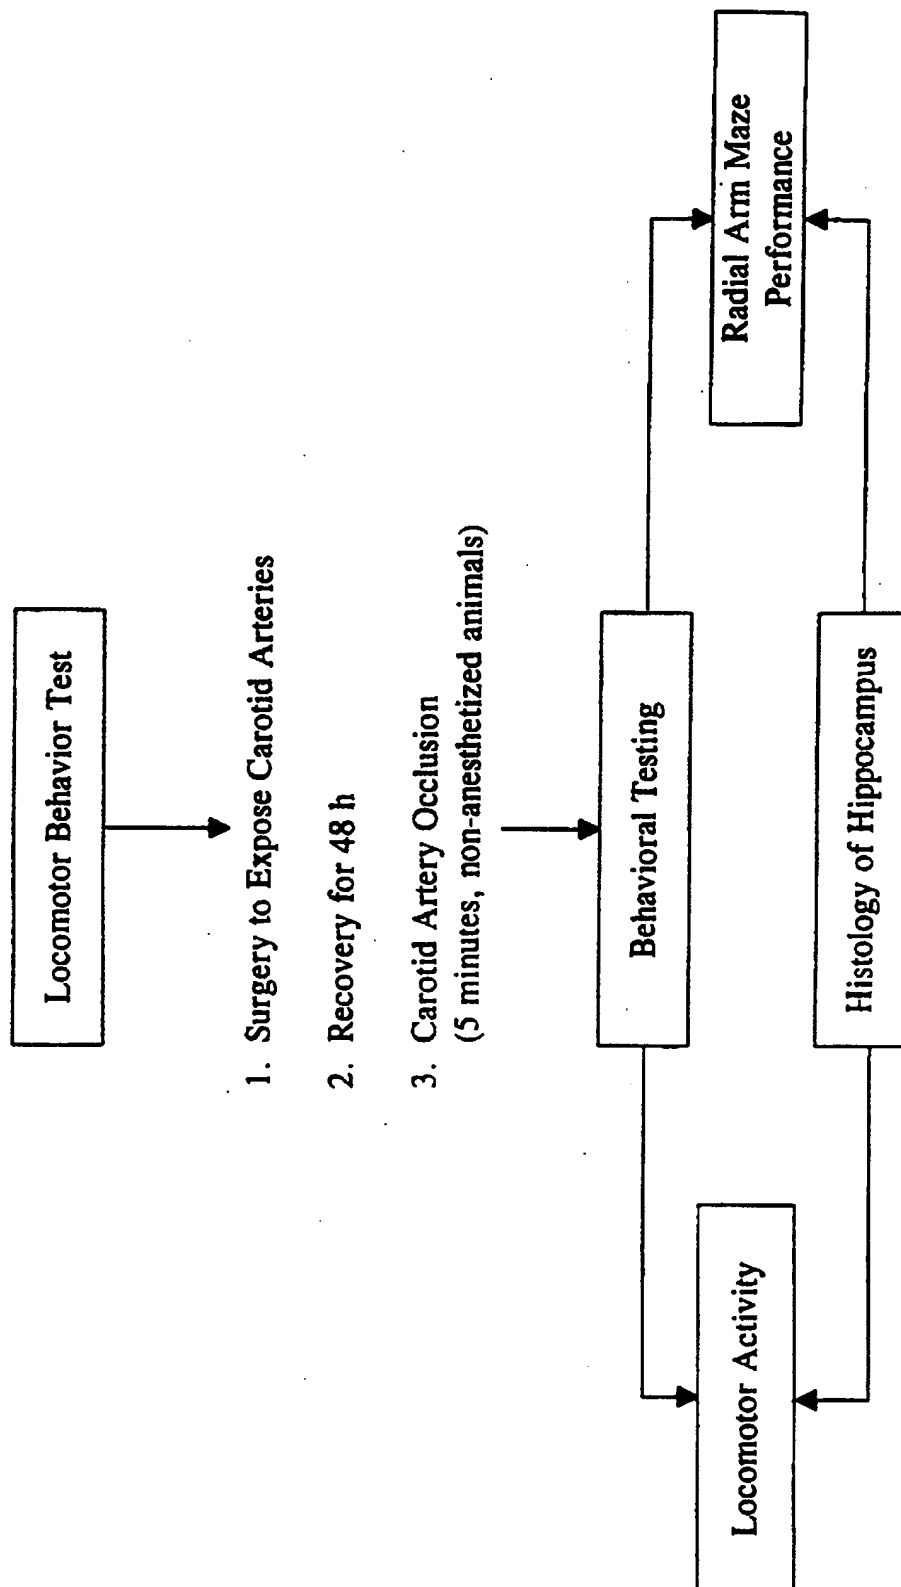 Locomotor Behavior Test
1. Surgery to Expose Carotid Arteries
2. Recovery for 48 h
3. Carotid Artery Occlusion
(5 minutes, non-anesthetized animals)
Behavioral Testing
Locomotor Activity
Radial Arm Maze
Performance
Histology of Hippocampus